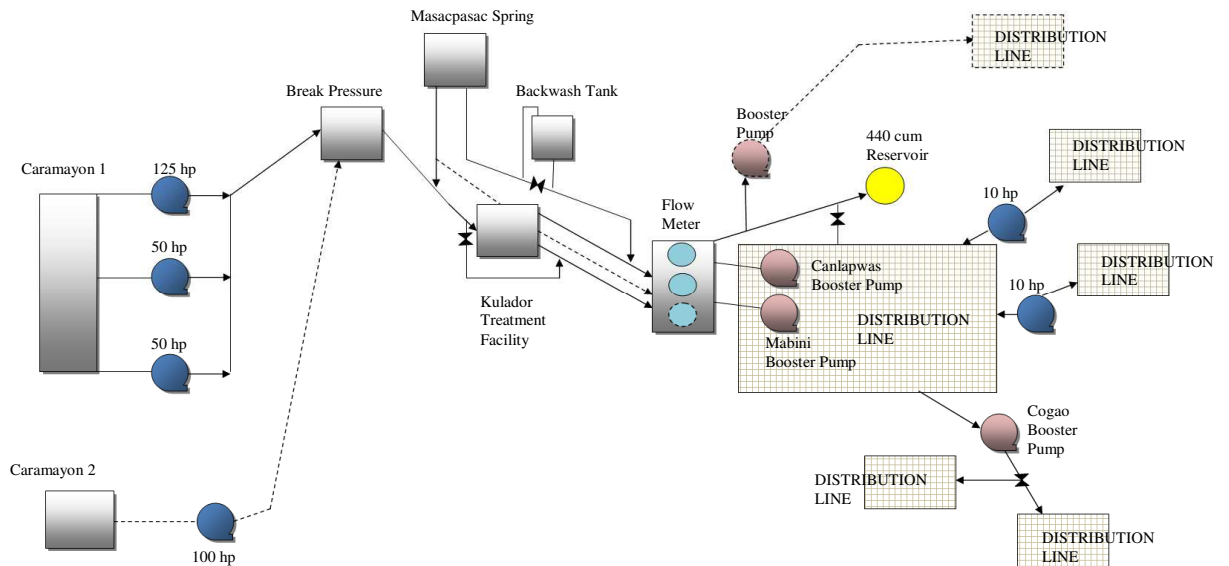 Masacpasac Spring
DISTRIBUTION
LINE
Break Pressure
Backwash Tank
Booster
Pump
440 cum
Reservoir
DISTRIBUTION
LINE
Caramayon 1
125 hp
10 hp
Flow
Meter
50 hp
Canlapwas
Booster Pump
DISTRIBUTION
LINE
10 hp
Kulador
Treatment
Facility
DISTRIBUTION
LINE
Mabini
Booster Pump
50 hp
Cogao
Booster
Pump
Caramayon 2
DISTRIBUTION
LINE
100 hp
DISTRIBUTION
LINE